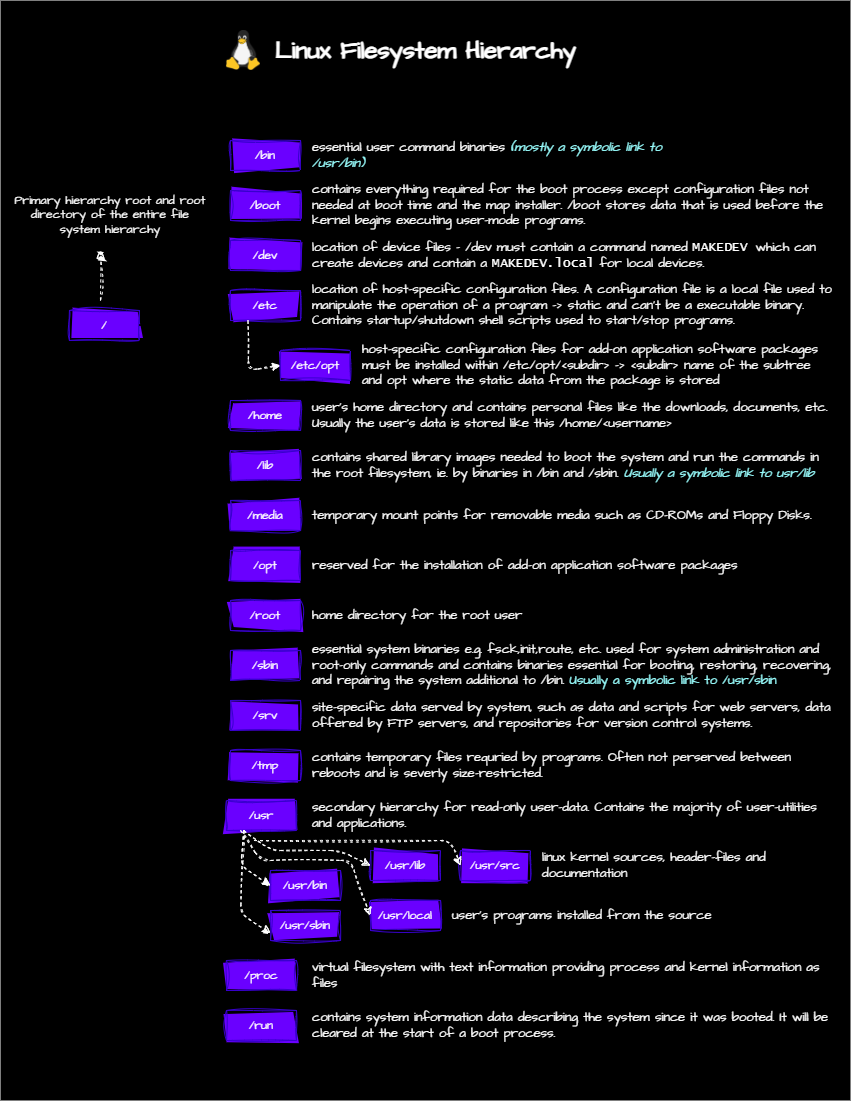 Linux Filesystem Hierarchy
/bin
essential user command binaries (mostly a symbolic link to
/usr/bin)
Primary hierarchy root and root
directory of the entire file
system hierarchy
/
/boot
contains everything required for the boot process except configuration files not
needed at boot time and the map installer. /boot stores data that is used before the
kernel begins executing user-mode programs.
/dev
location of device files - /dev must contain a command named MAKEDEV which can
create devices and contain a MAKEDEV.local for local devices.
/etc
location of host-specific configuration files. A configuration file is a local file used to
manipulate the operation of a program -> static and can't be a executable binary.
Contains startup/shutdown shell scripts used to start/stop programs.
/etc/opt
host-specific configuration files for add-on application software packages
must be installed within /etc/opt/<subdir> -> <subdir> name of the subtree
and opt where the static data from the package is stored
/home
user's home directory and contains personal files like the downloads, documents, etc.
Usually the user's data is stored like this /home/<username>
/lib
contains shared library images needed to boot the system and run the commands in
the root filesystem, ie. by binaries in /bin and /sbin. Usually a symbolic link to usr/lib
/media
temporary mount points for removable media such as CD-ROMs and Floppy Disks.
/opt
reserved for the installation of add-on application software packages
/root
home directory for the root user
/sbin
essential system binaries e.g. fsck,init,route, etc. used for system administration and
root-only commands and contains binaries essential for booting, restoring, recovering,
and repairing the system additional to /bin. Usually a symbolic link to /usr/sbin
/srv
site-specific data served by system, such as data and scripts for web servers, data
offered by FTP servers, and repositories for version control systems.
/tmp
contains temporary files requried by programs. Often not perserved between
reboots and is severly size-restricted.
/usr
secondary hierarchy for read-only user-data. Contains the majority of user-utilities
and applications.
/usr/lib
/usr/src
linux kernel sources, header-files and
documentation
/usr/bin
/usr/sbin
/usr/local
user's programs installed from the source
/proc
virtual filesystem with text information providing process and kernel information as
files
/run
contains system information data describing the system since it was booted. It will be
cleared at the start of a boot process.